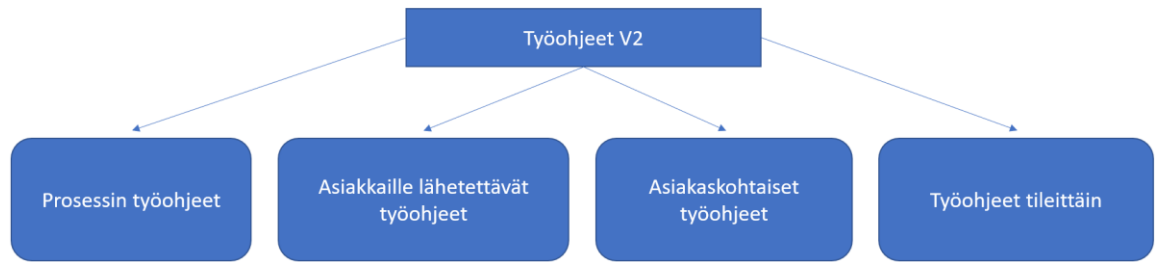 Työohjeet V2
Prosessin työohjeet
Asiakkaille lähetettävät
työohjeet
Asiakaskohtaiset
työohjeet
Työohjeet tileittäin